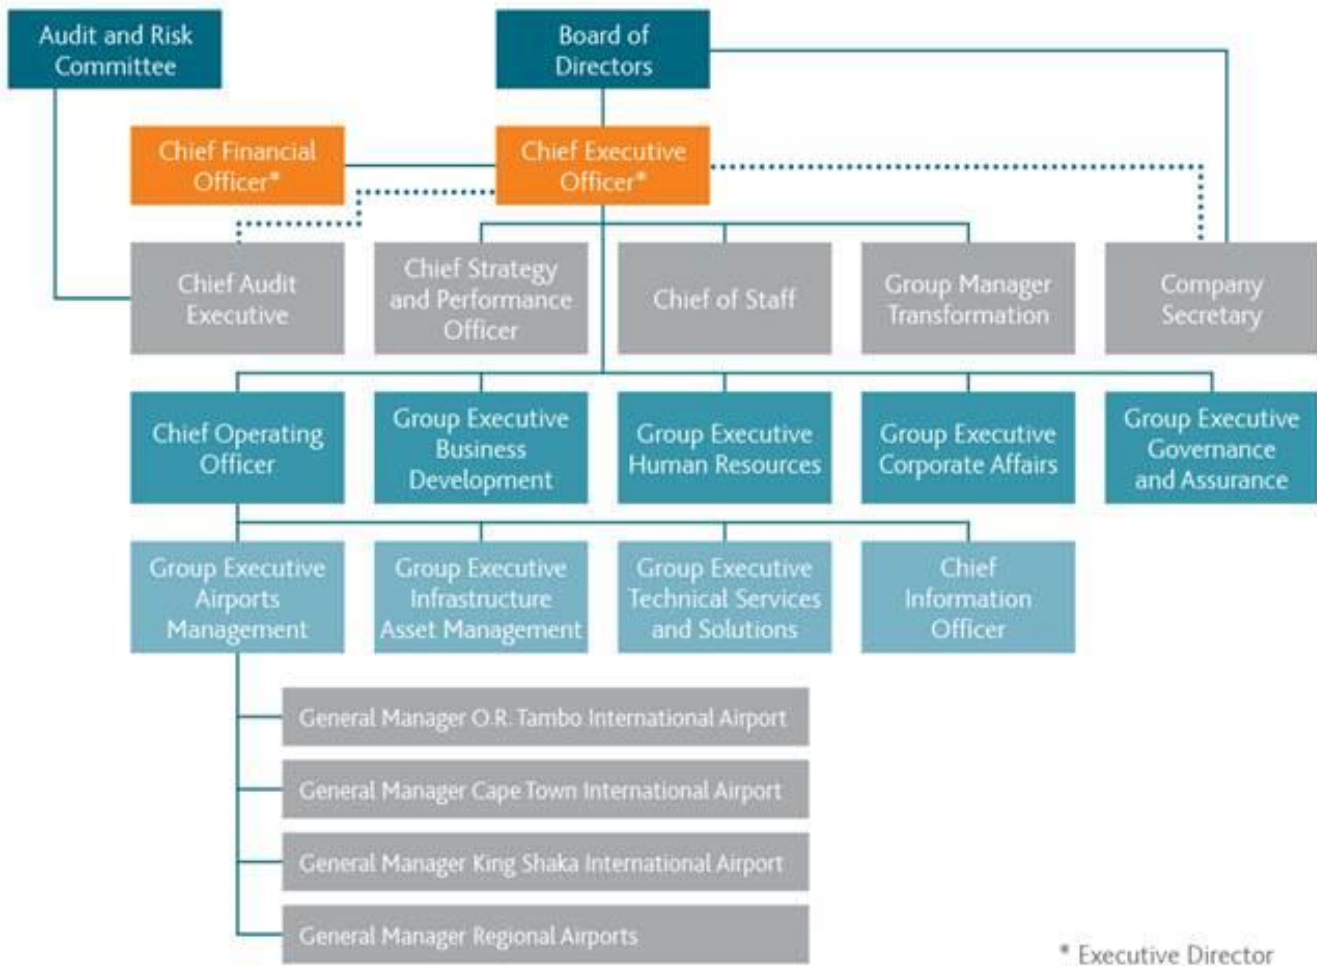 Audit and Risk
Committee
Board of
Directors
Chief Financial
Officer*
Chief Executive
Officer*
Chief Audit
Executive
Chief Strategy
and Performance
Officer
Chief of Staff
Group Manager
Transformation
Company
Secretary
Chief Operating
Officer
Group Executive
Business
Development
Group Executive
Human Resources
Group Executive
Corporate Affairs
Group Executive
Governance
and Assurance
Group Executive
Airports
Management
Group Executive
Infrastructure
Asset Management
Group Executive
Technical Services
and Solutions
Chief
Information
Officer
General Manager O.R. Tambo International Airport
General Manager Cape Town International Airport
General Manager King Shaka International Airport
General Manager Regional Airports
* Executive Director